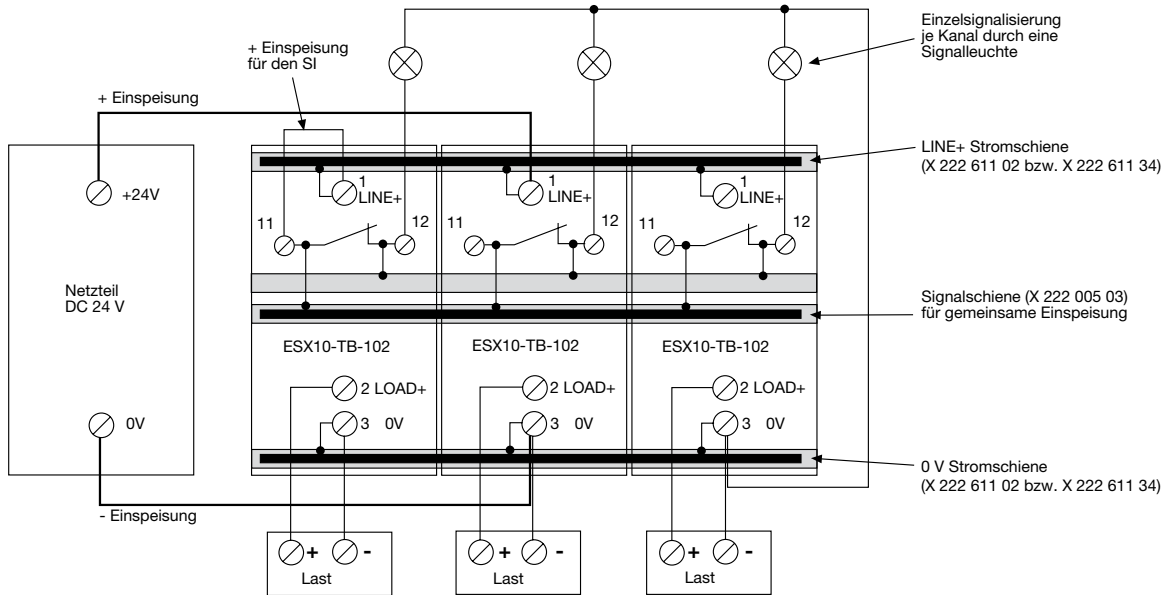 Einzelsignalisierung
je Kanal durch eine
Signalleuchte
+ Einspeisung
für den SI
+ Einspeisung
LINE+ Stromschiene
(X 222 611 02 bzw. X 222 611 34)
+24V
1
LINE+
1
LINE+
1
LINE+
11
12
11
12
11
12
Netzteil
DC 24 V
Signalschiene (X 222 005 03)
für gemeinsame Einspeisung
ESX10-TB-102
ESX10-TB-102
ESX10-TB-102
2 LOAD+
2 LOAD+
2 LOAD+
0V
3 0V
3 0V
3 0V
0 V Stromschiene
(X 222 611 02 bzw. X 222 611 34)
- Einspeisung
+ -
Last
+ -
Last
+ -
Last